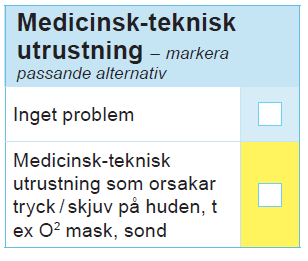 Medicinsk-teknisk
utrustning – markera
passande alternativ
Inget problem
Medicinsk-teknisk
utrustning som orsakar
tryck / skjuv på huden, t
ex O² mask, sond